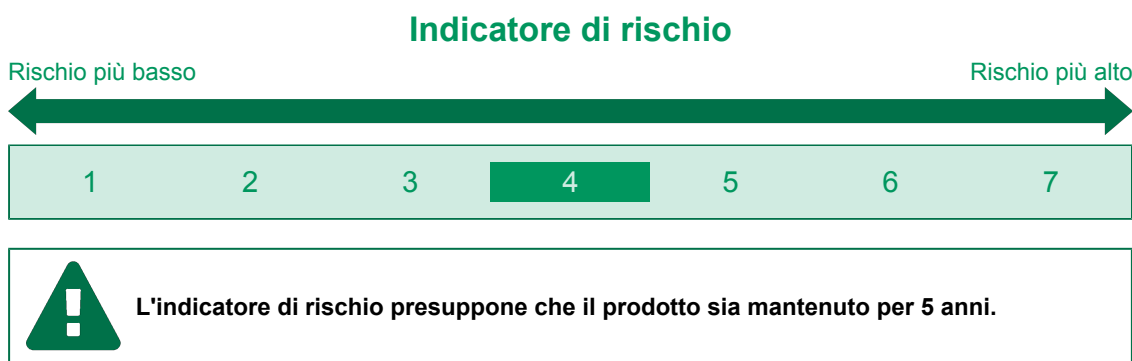 Indicatore di rischio
Rischio più basso Rischio più alto
1 2 3 4 5 6 7
L'indicatore di rischio presuppone che il prodotto sia mantenuto per 5 anni.